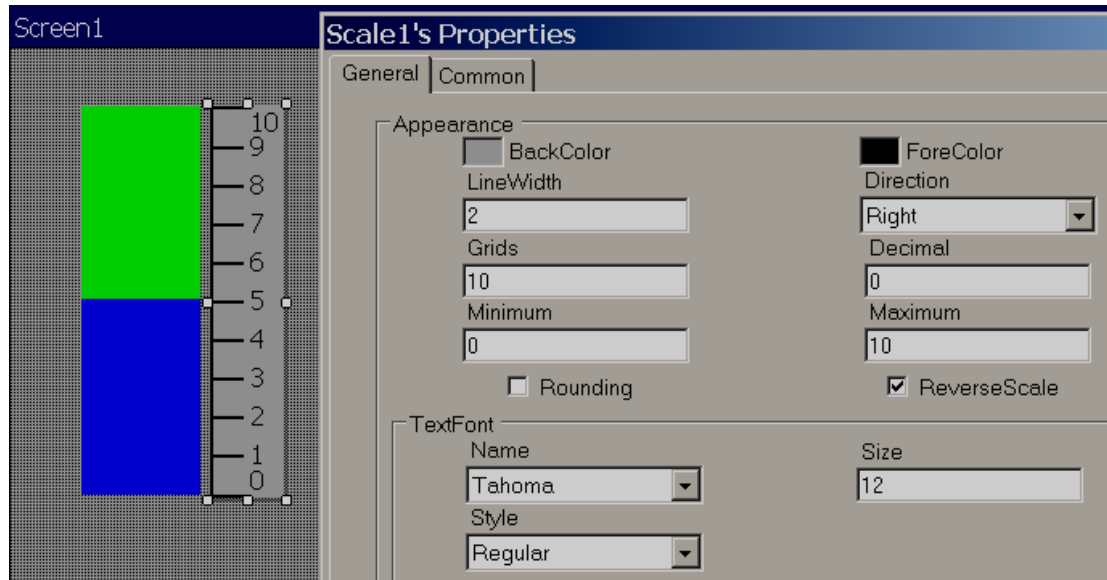 Screen1
10
9
8
7
6
5
4
3
2
1
0
Scale1's Properties
General Common
Appearance
BackColor ForeColor
LineWidth Direction
2 Right
Grids Decimal
10 0
Minimum Maximum
0 10
Rounding ReverseScale
TextFont
Name Size
Tahoma 12
Style
Regular